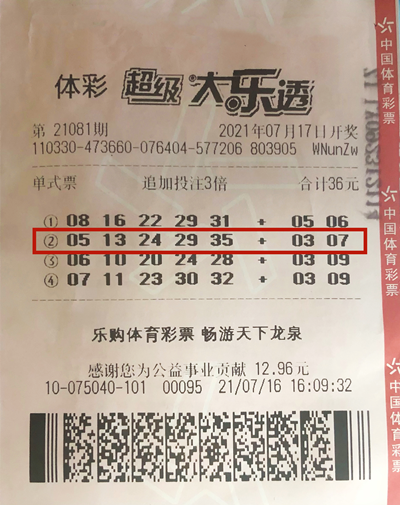 体彩 超级大乐透
第 21081期 2021年07月17日开奖
110330-473660-076404-577206 803905 WNunZw
单式票 追加投注3倍 合计36元
① 08 16 22 29 31 + 05 06
② 05 13 24 29 35 + 03 07
③ 06 10 20 24 28 + 03 09
④ 07 11 23 30 32 + 03 09
乐购体育彩票 畅游天下龙泉
感谢您为公益事业贡献 12.96元
10-075040-101 00095 21/07/16 16:09:32
中国体育彩票
中国体育彩票